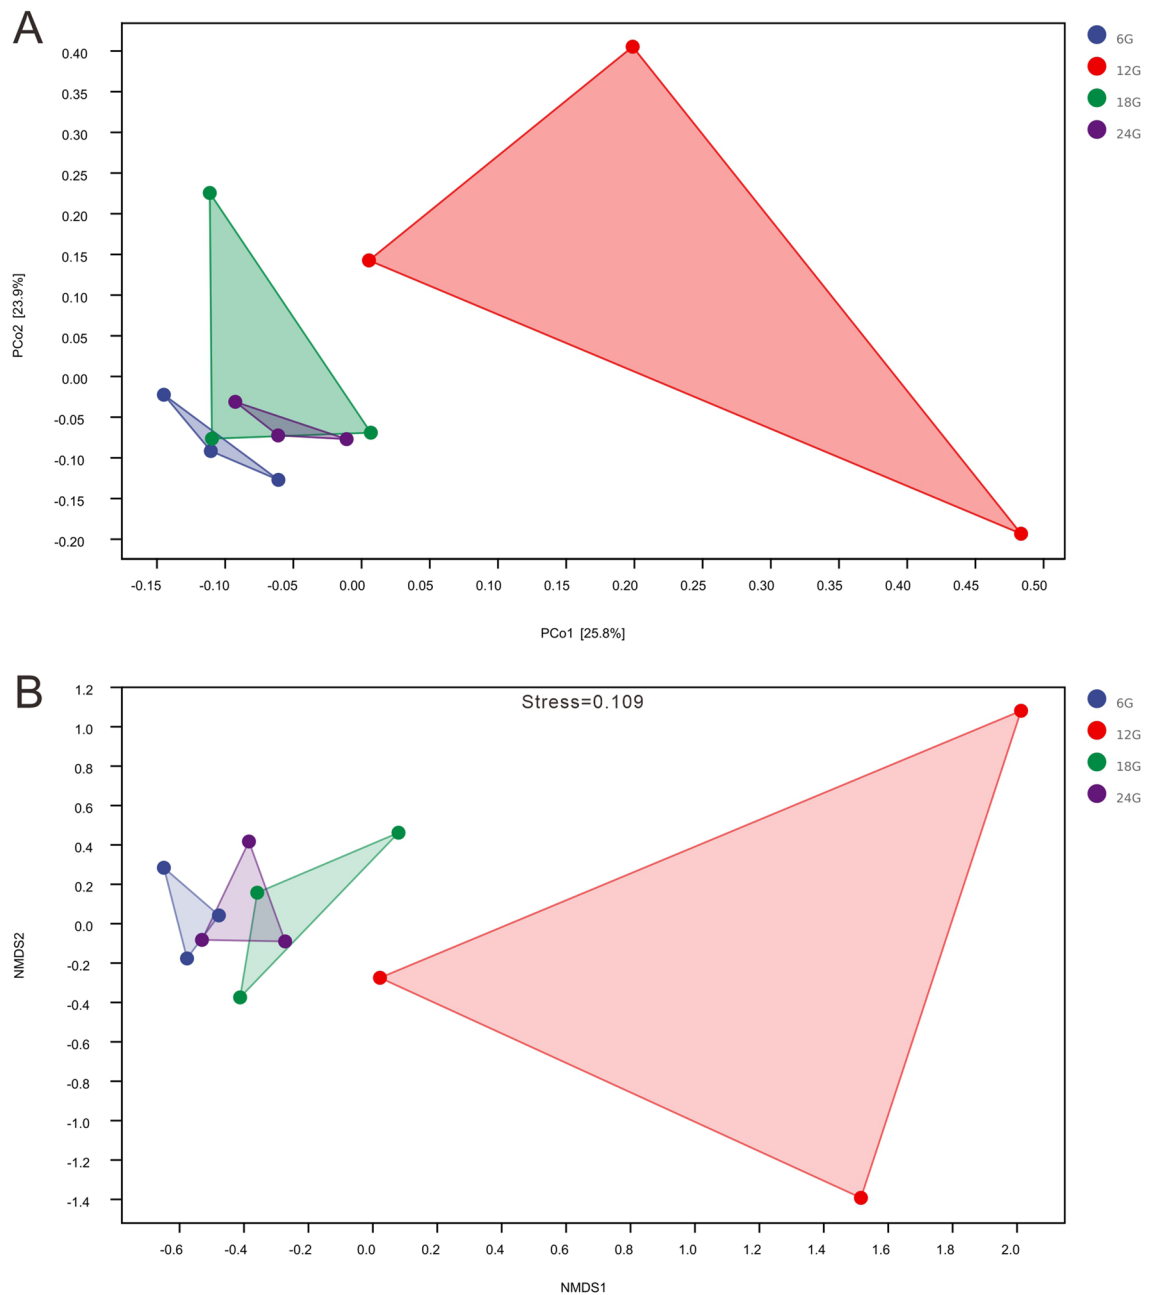 A
6G
12G
18G
24G
0.40
0.35
0.30
0.25
0.20
0.15
0.10
0.05
0.00
-0.05
-0.10
-0.15
-0.20
PCo2 [23.9%]
-0.15 -0.10 -0.05 0.00 0.05 0.10 0.15 0.20 0.25 0.30 0.35 0.40 0.45 0.50
PCo1 [25.8%]
B
Stress=0.109
6G
12G
18G
24G
1.2
1.0
0.8
0.6
0.4
0.2
0.0
-0.2
-0.4
-0.6
-0.8
-1.0
-1.2
-1.4
NMDS2
-0.6 -0.4 -0.2 0.0 0.2 0.4 0.6 0.8 1.0 1.2 1.4 1.6 1.8 2.0
NMDS1